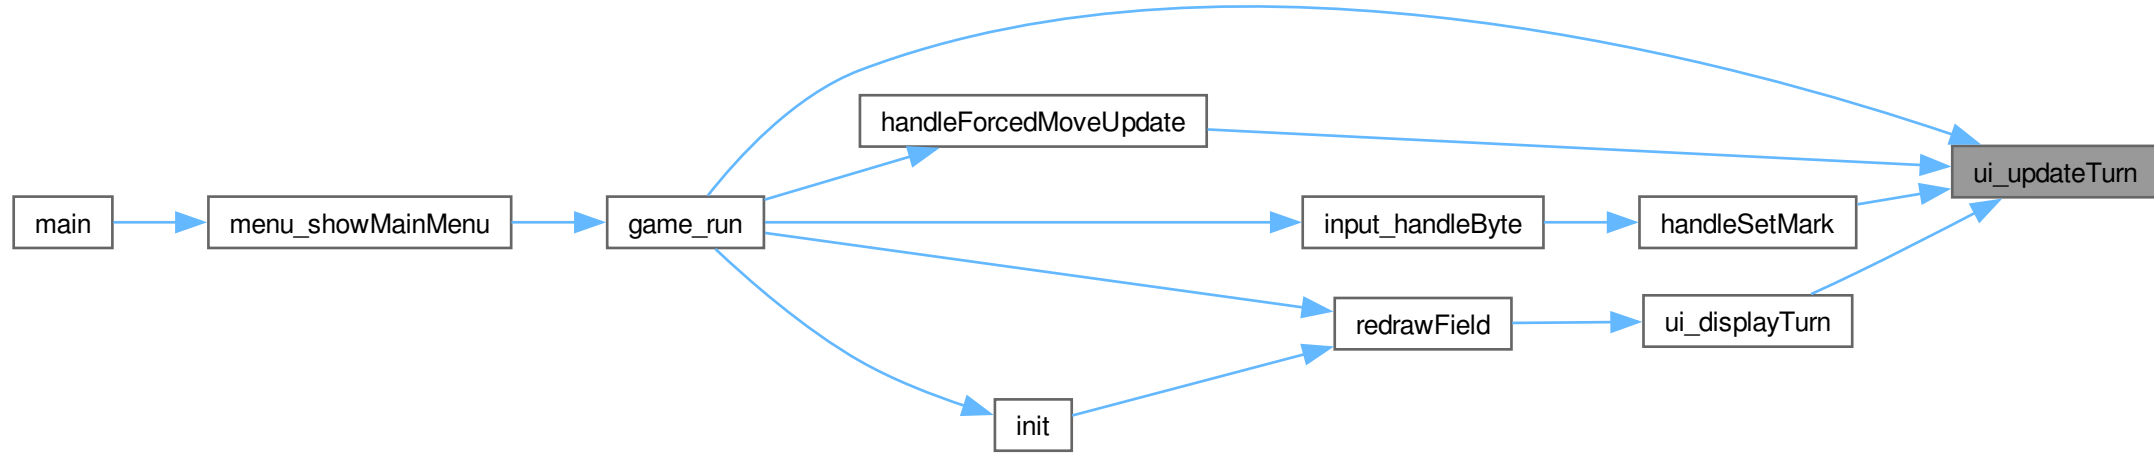 main
menu_showMainMenu
game_run
handleForcedMoveUpdate
input_handleByte
handleSetMark
redrawField
ui_displayTurn
init
ui_updateTurn